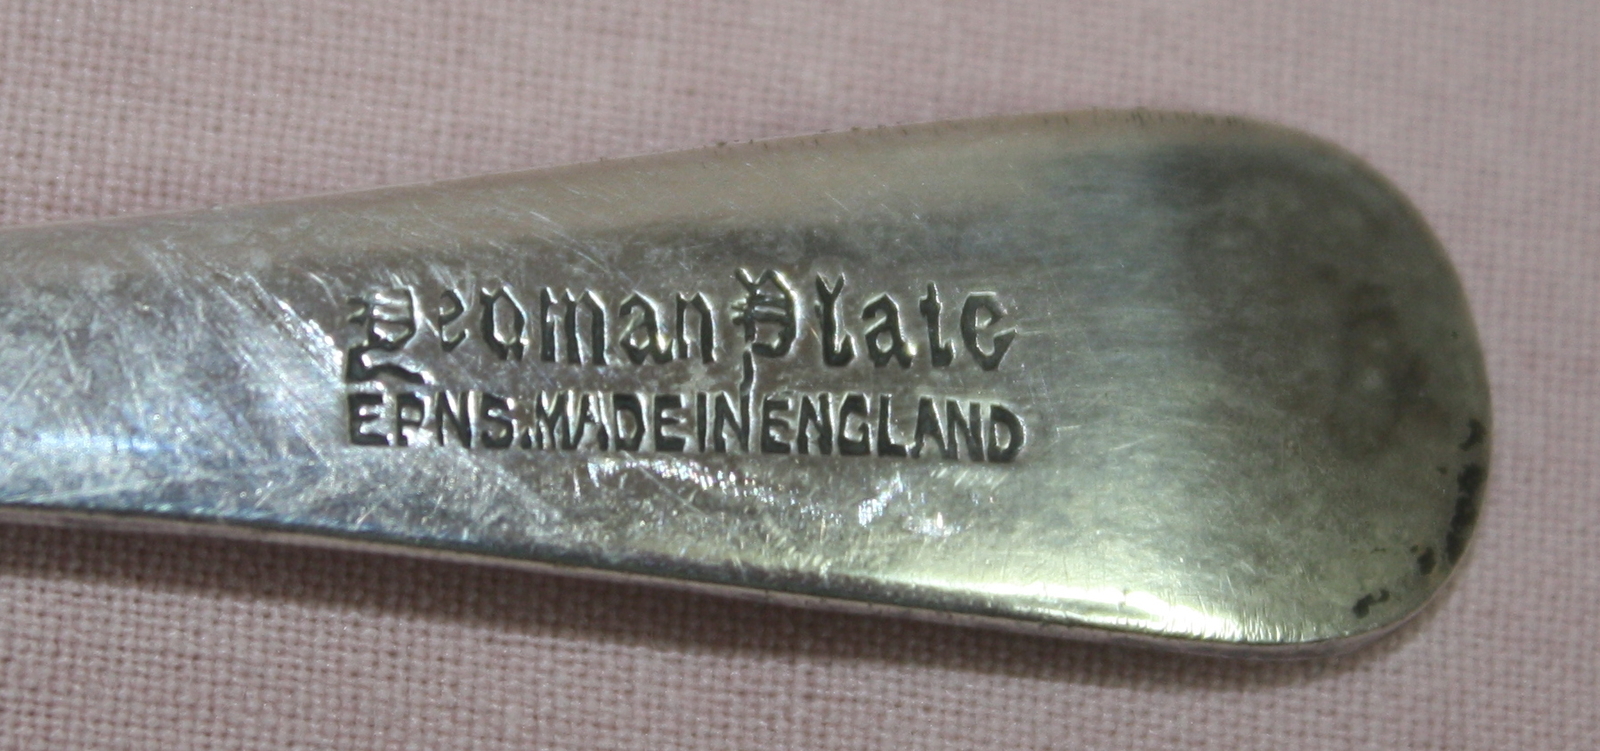 Yeoman Plate
EPNS.MADE IN ENGLAND